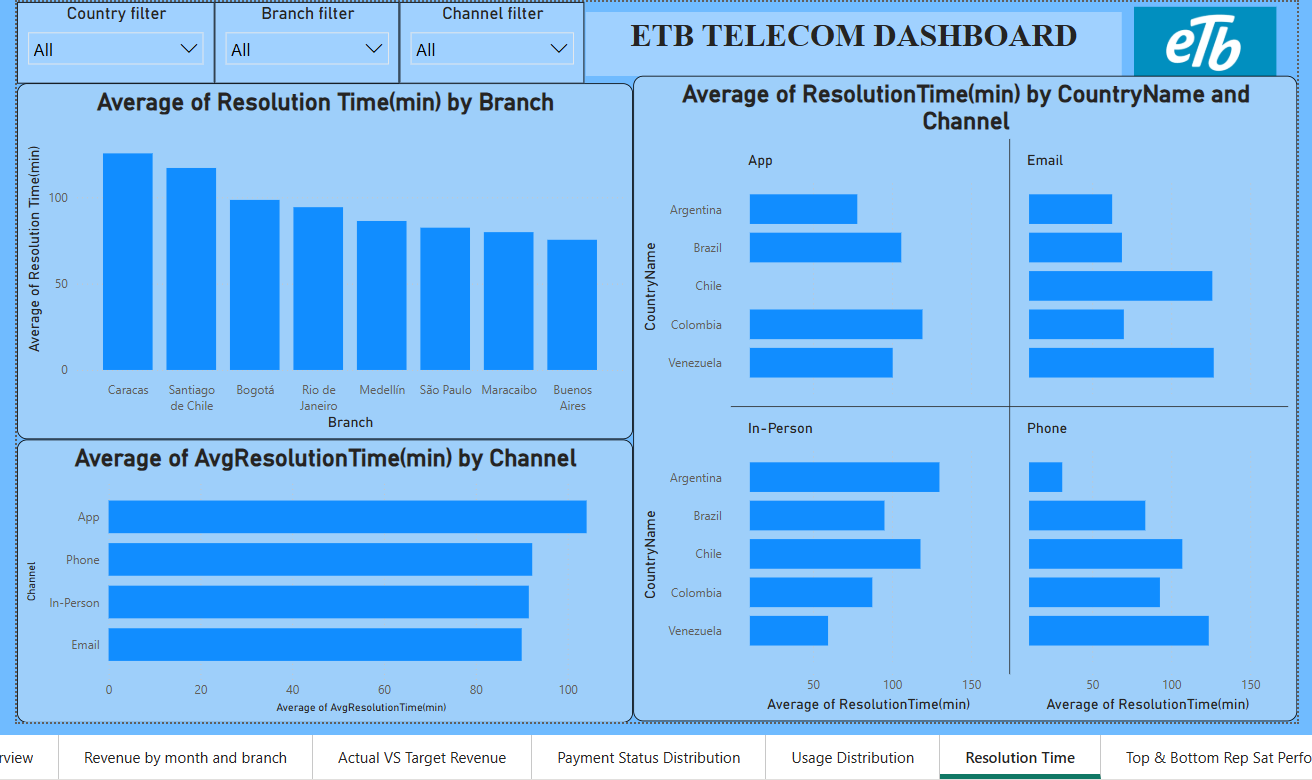 Country filter
All
Branch filter
All
Channel filter
All
ETB TELECOM DASHBOARD
eTb
Average of Resolution Time(min) by Branch
Average of Resolution Time(min)
100
50
0
Caracas
Santiago
de Chile
Bogotá
Rio de
Janeiro
Medellín
São Paulo
Maracaibo
Buenos
Aires
Branch
Average of AvgResolutionTime(min) by Channel
Channel
App
Phone
In-Person
Email
0
20
40
60
80
100
Average of AvgResolutionTime(min)
Average of ResolutionTime(min) by CountryName and
Channel
App
Email
CountryName
Argentina
Brazil
Chile
Colombia
Venezuela
In-Person
Phone
CountryName
Argentina
Brazil
Chile
Colombia
Venezuela
50
100
150
50
100
150
Average of ResolutionTime(min)
Average of ResolutionTime(min)
rview
Revenue by month and branch
Actual VS Target Revenue
Payment Status Distribution
Usage Distribution
Resolution Time
Top & Bottom Rep Sat Perfo